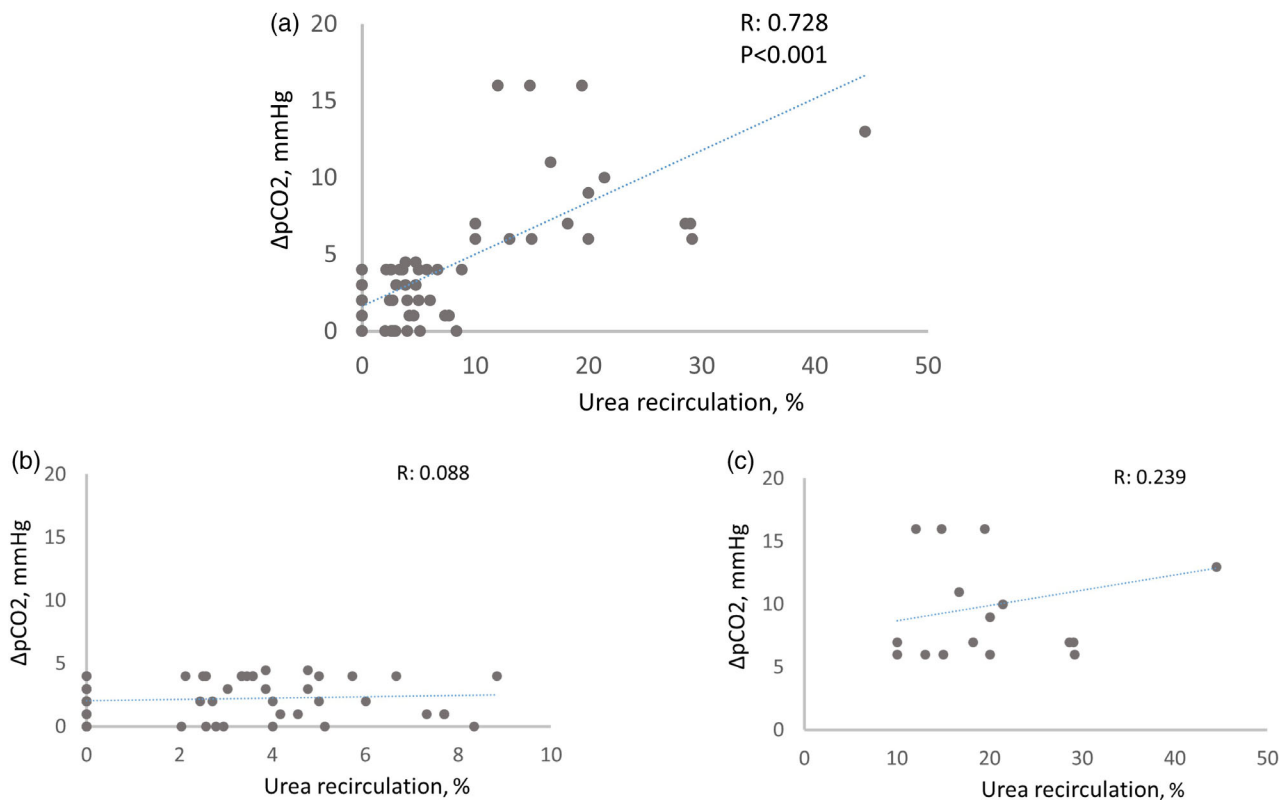 (a)
R: 0.728
P<0.001
ΔpCO2, mmHg
20
15
10
5
0
0 10 20 30 40 50
Urea recirculation, %
(b)
R: 0.088
ΔpCO2, mmHg
20
15
10
5
0
0 2 4 6 8 10
Urea recirculation, %
(c)
R: 0.239
ΔpCO2, mmHg
20
15
10
5
0
0 10 20 30 40 50
Urea recirculation, %